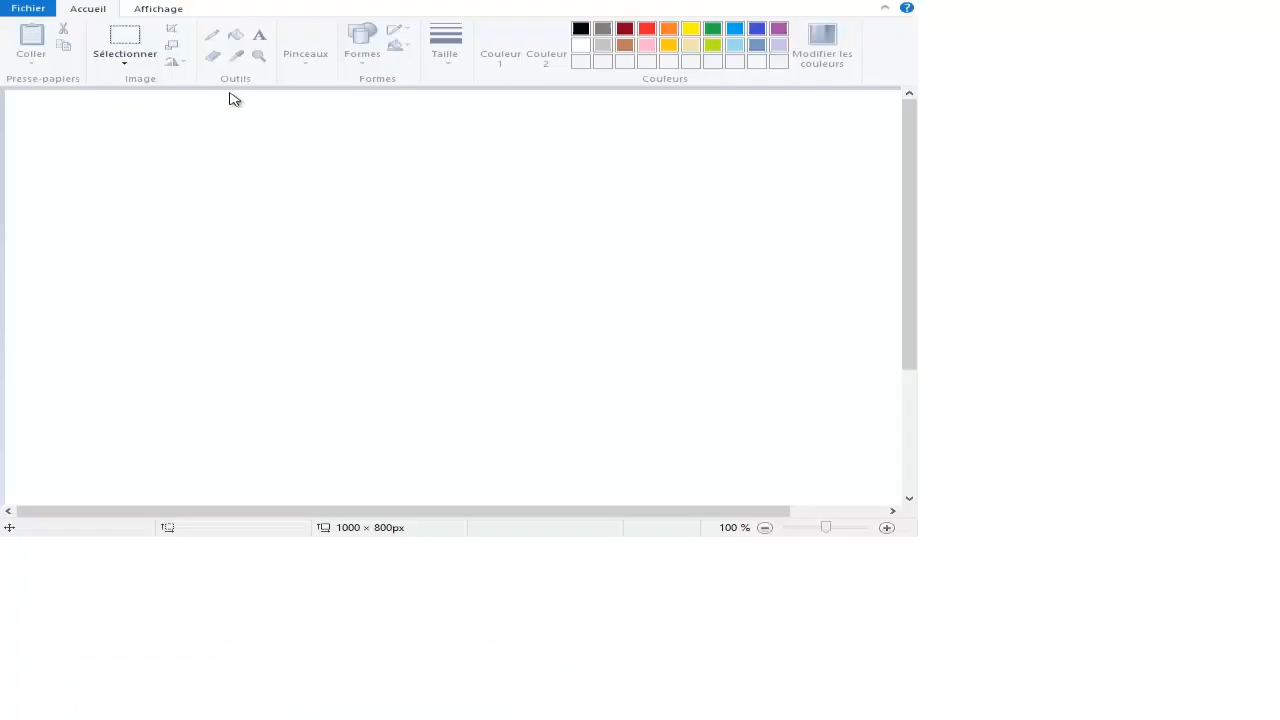 Fichier Accueil Affichage
Coller Sélectionner A Pinceaux Formes Taille Couleur 1 Couleur 2 Modifier les couleurs
Presse-papiers Image Outils Formes Couleurs
1000 × 800px 100 %